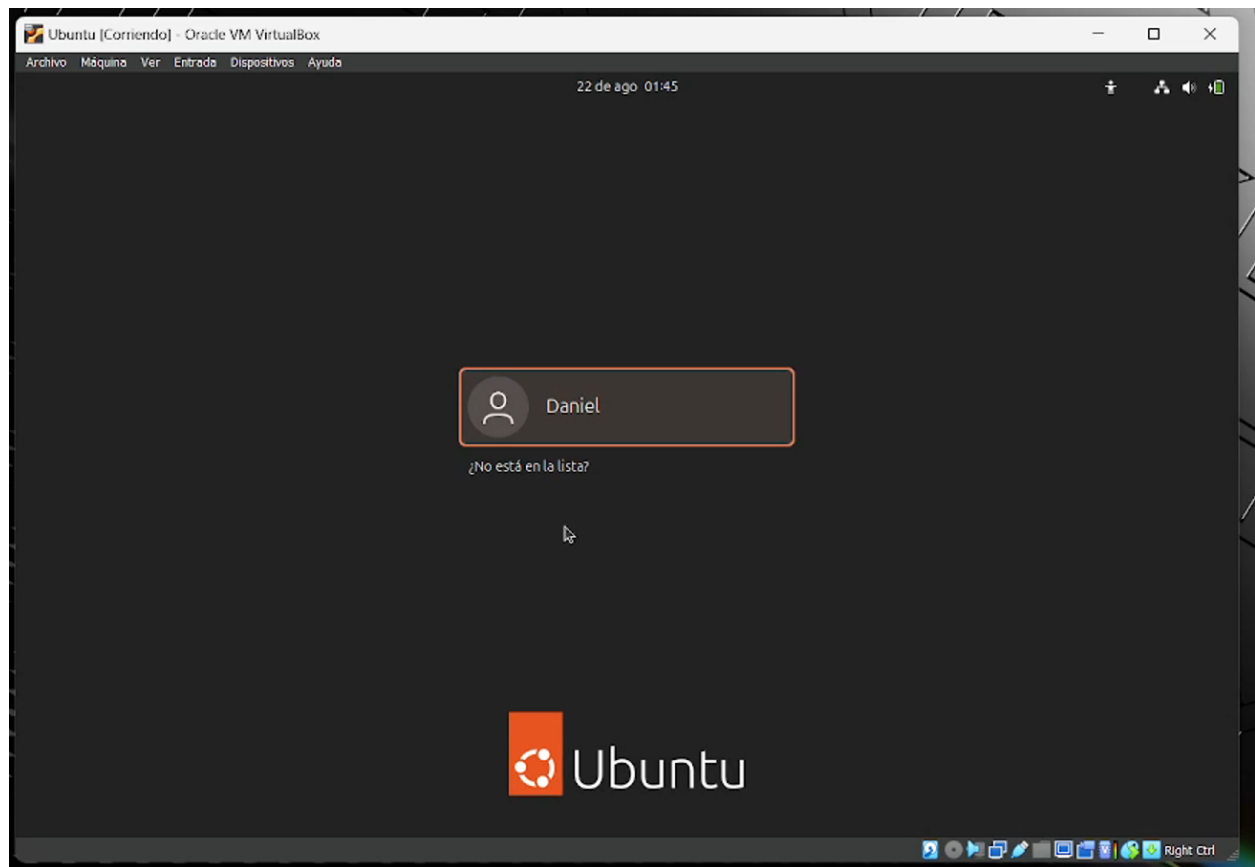 Ubuntu [Corriendo] - Oracle VM VirtualBox
Archivo Máquina Ver Entrada Dispositivos Ayuda
22 de ago 01:45
Daniel
¿No está en la lista?
Ubuntu
Right Ctrl